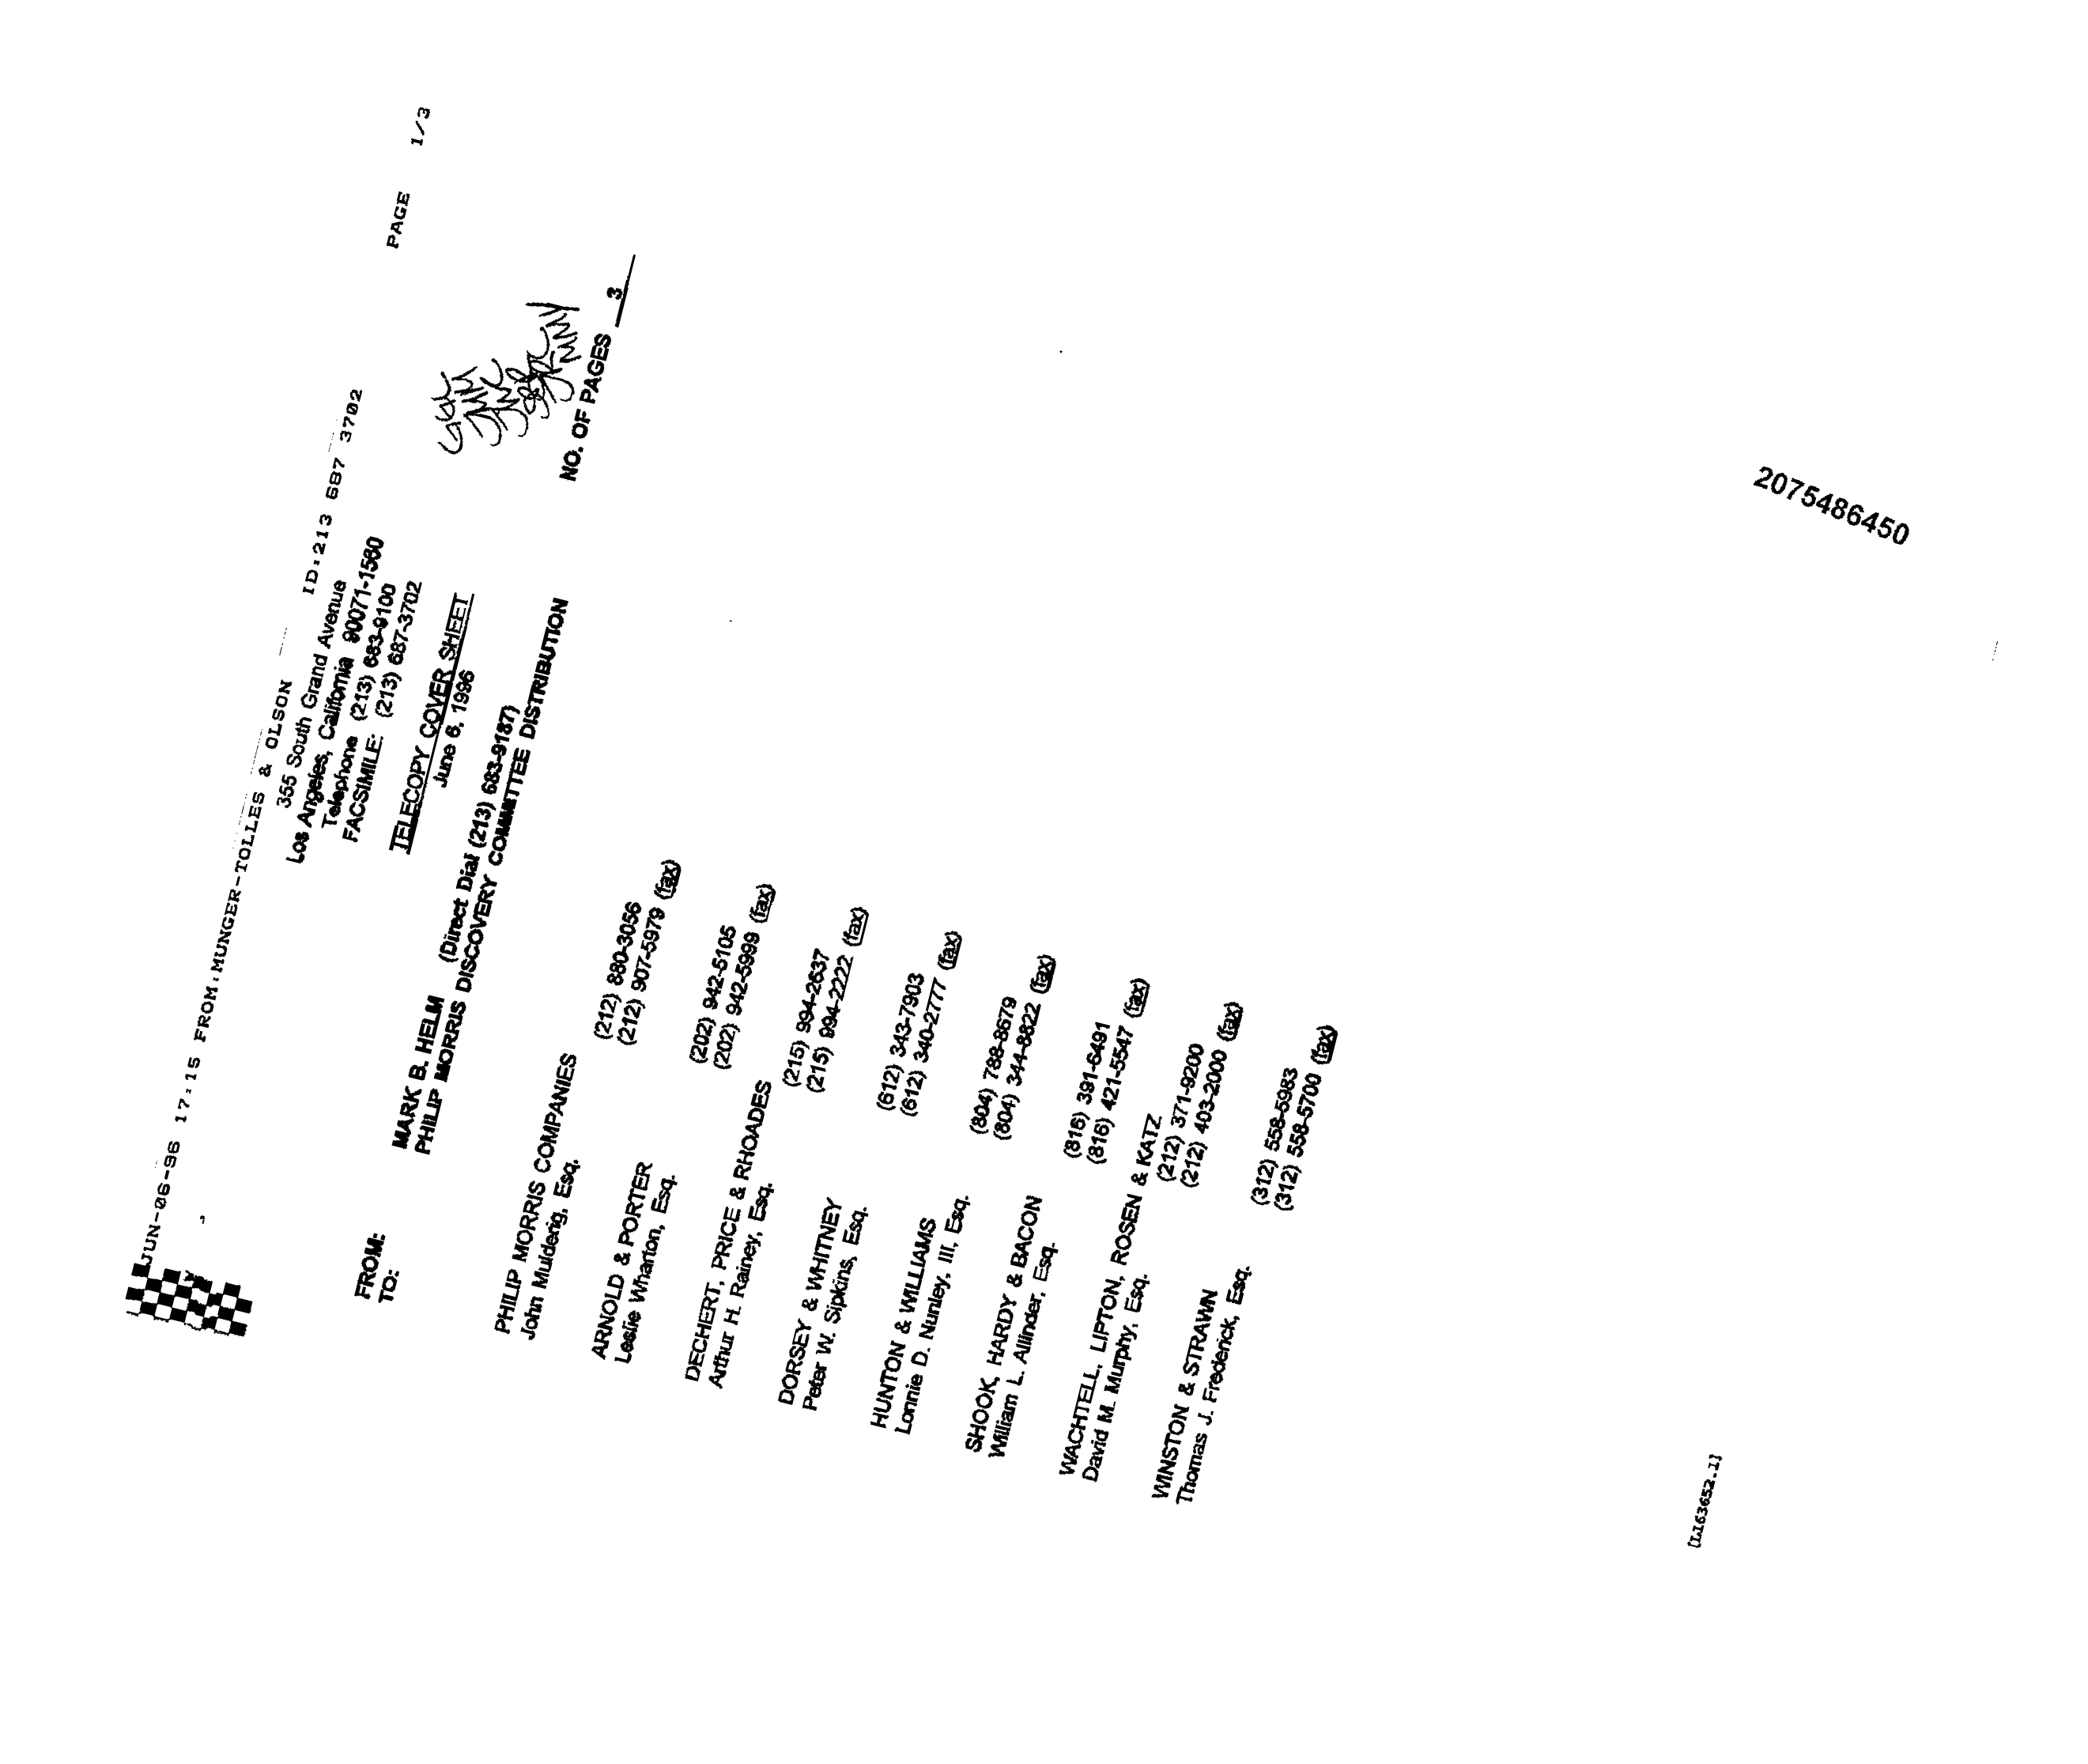 JUN-06-96 17:15 FROM:MUNGER-TOLLES & OLSON ID:213 687 3702 PAGE 1/3
355 South Grand Avenue
Los Angeles, California 90071-1560
Telephone (213) 683-9100
FACSIMILE: (213) 687-3702
TELECOPY COVER SHEET
June 6, 1996
FROM: MARK B. HELM (Direct Dial (213) 683-9187)
TO: PHILIP MORRIS DISCOVERY COMMITTEE DISTRIBUTION
NO. OF PAGES 3
PHILIP MORRIS COMPANIES (212) 880-3056
John Mulderig, Esq. (212) 907-5979 (fax)
ARNOLD & PORTER (202) 942-5105
Leslie Wharton, Esq. (202) 942-5999 (fax)
DECHERT, PRICE & RHOADES (215) 994-2637
Arthur H. Rainey, Esq. (215) 994-2222 (fax)
DORSEY & WHITNEY (612) 343-7903
Peter W. Sipkins, Esq. (612) 340-2777 (fax)
HUNTON & WILLIAMS (804) 788-8679
Lonnie D. Nunley, III, Esq. (804) 344-8822 (fax)
SHOOK, HARDY & BACON (816) 391-6491
William L. Allinder, Esq. (816) 421-5547 (fax)
WACHTELL, LIPTON, ROSEN & KATZ (212) 371-9200
David M. Murphy, Esq. (212) 403-2000 (fax)
WINSTON & STRAWN (312) 558-5983
Thomas J. Frederick, Esq. (312) 558-5700 (fax)
[L163652.1]
2075486450